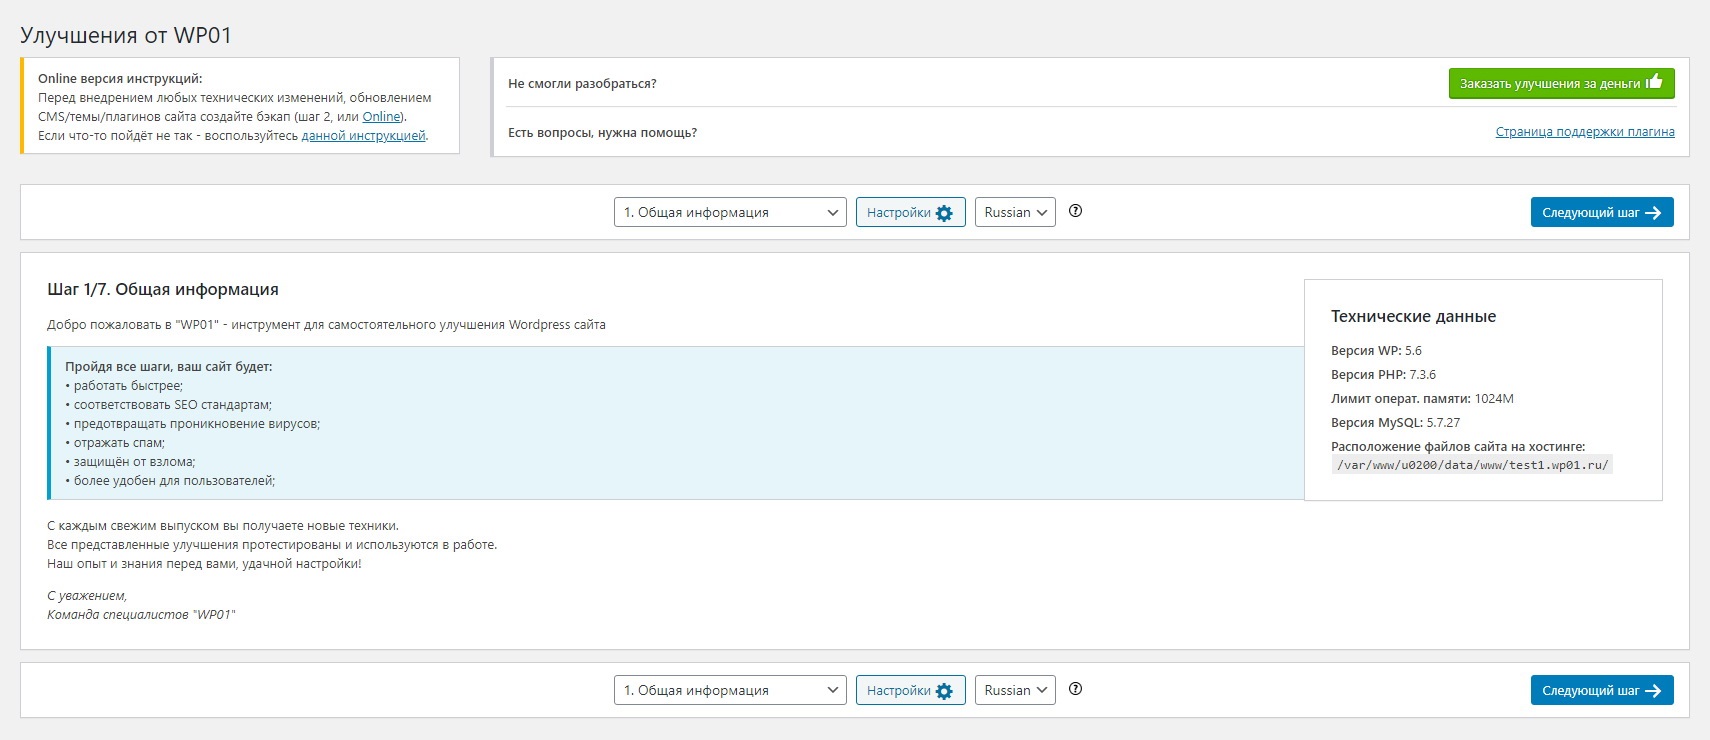 Улучшения от WP01
Online версия инструкций:
Перед внедрением любых технических изменений, обновлением
CMS/темы/плагинов сайта создайте бэкап (шаг 2, или Online).
Если что-то пойдёт не так - воспользуйтесь данной инструкцией.
Не смогли разобраться?
Заказать улучшения за деньги
Есть вопросы, нужна помощь?
Страница поддержки плагина
1. Общая информация
Настройки
Russian
Следующий шаг
Шаг 1/7. Общая информация
Добро пожаловать в "WP01" - инструмент для самостоятельного улучшения Wordpress сайта
Пройдя все шаги, ваш сайт будет:
• работать быстрее;
• соответствовать SEO стандартам;
• предотвращать проникновение вирусов;
• отражать спам;
• защищён от взлома;
• более удобен для пользователей;
С каждым свежим выпуском вы получаете новые техники.
Все представленные улучшения протестированы и используются в работе.
Наш опыт и знания перед вами, удачной настройки!
С уважением,
Команда специалистов "WP01"
Технические данные
Версия WP: 5.6
Версия PHP: 7.3.6
Лимит операт. памяти: 1024M
Версия MySQL: 5.7.27
Расположение файлов сайта на хостинге:
/var/www/u0200/data/www/test1.wp01.ru/
1. Общая информация
Настройки
Russian
Следующий шаг